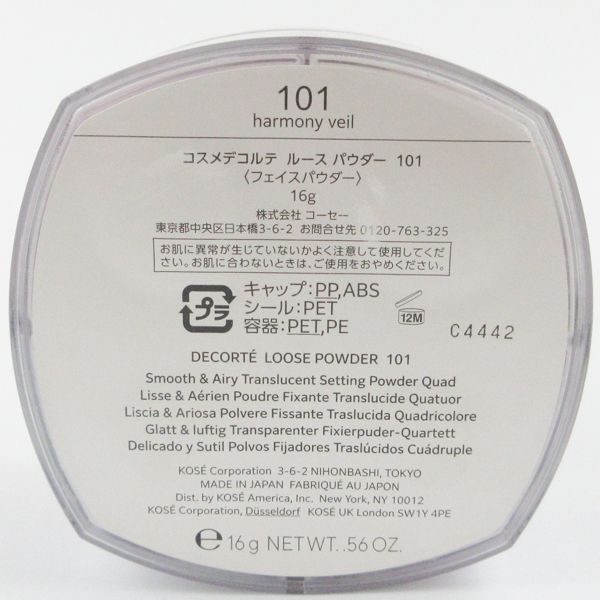 101
harmony veil
コスメデコルテ ルース パウダー 101
〈フェイスパウダー〉
16g
株式会社 コーセー
東京都中央区日本橋3-6-2 お問合せ先 0120-763-325
お肌に異常が生じていないかよく注意して使用してくだ
さい。お肌に合わないときは、ご使用をおやめください。
プラ
キャップ:PP,ABS
シール:PET
容器:PET,PE
12M
C4442
DECORTÉ LOOSE POWDER 101
Smooth & Airy Translucent Setting Powder Quad
Lisse & Aérien Poudre Fixante Translucide Quatuor
Liscia & Ariosa Polvere Fissante Traslucida Quadricolore
Glatt & luftig Transparenter Fixierpuder-Quartett
Delicado y Sutil Polvos Fijadores Traslúcidos Cuádruple
KOSÉ Corporation 3-6-2 NIHONBASHI, TOKYO
MADE IN JAPAN FABRIQUÉ AU JAPON
Dist. by KOSÉ America, Inc. New York, NY 10012
KOSÉ Corporation, Düsseldorf KOSÉ UK London SW1Y 4PE
℮ 16g NET WT. .56 OZ.